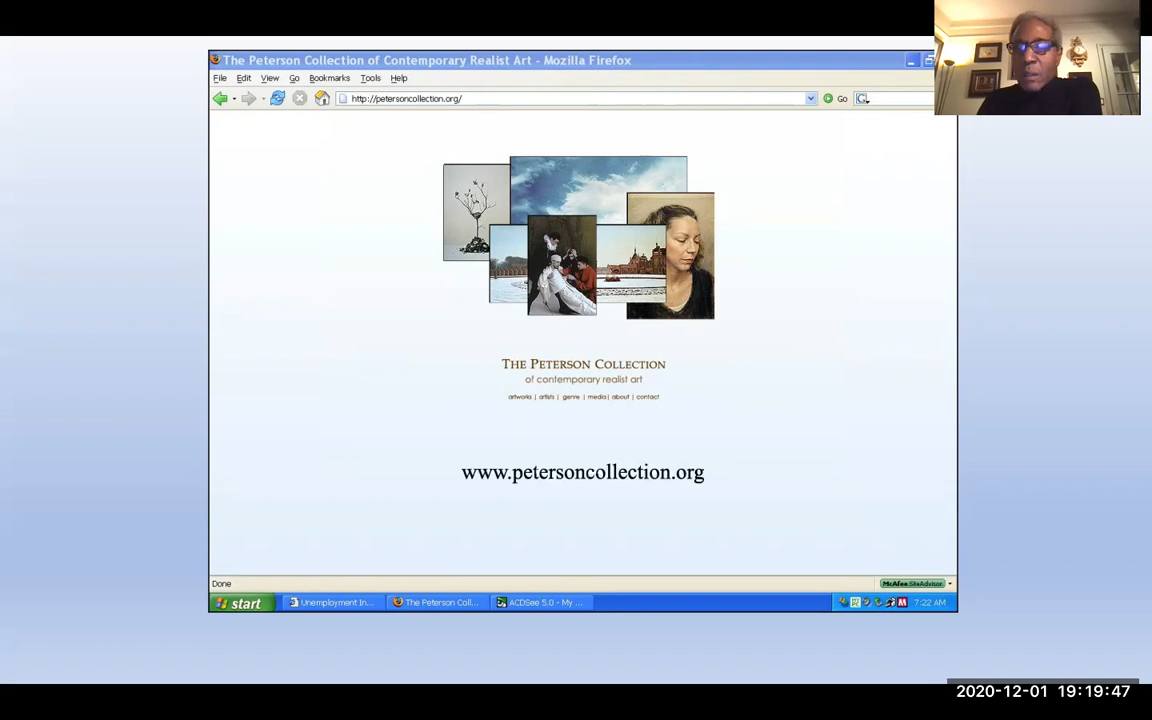 The Peterson Collection of Contemporary Realist Art - Mozilla Firefox
File Edit View Go Bookmarks Tools Help
http://petersoncollection.org/ Go
THE PETERSON COLLECTION
of contemporary realist art
artworks | artists | genre | media | about | contact
www.petersoncollection.org
Done McAfee SiteAdvisor
start Unemployment In... The Peterson Coll... ACDSee 5.0 - My ... 7:22 AM
2020-12-01 19:19:47